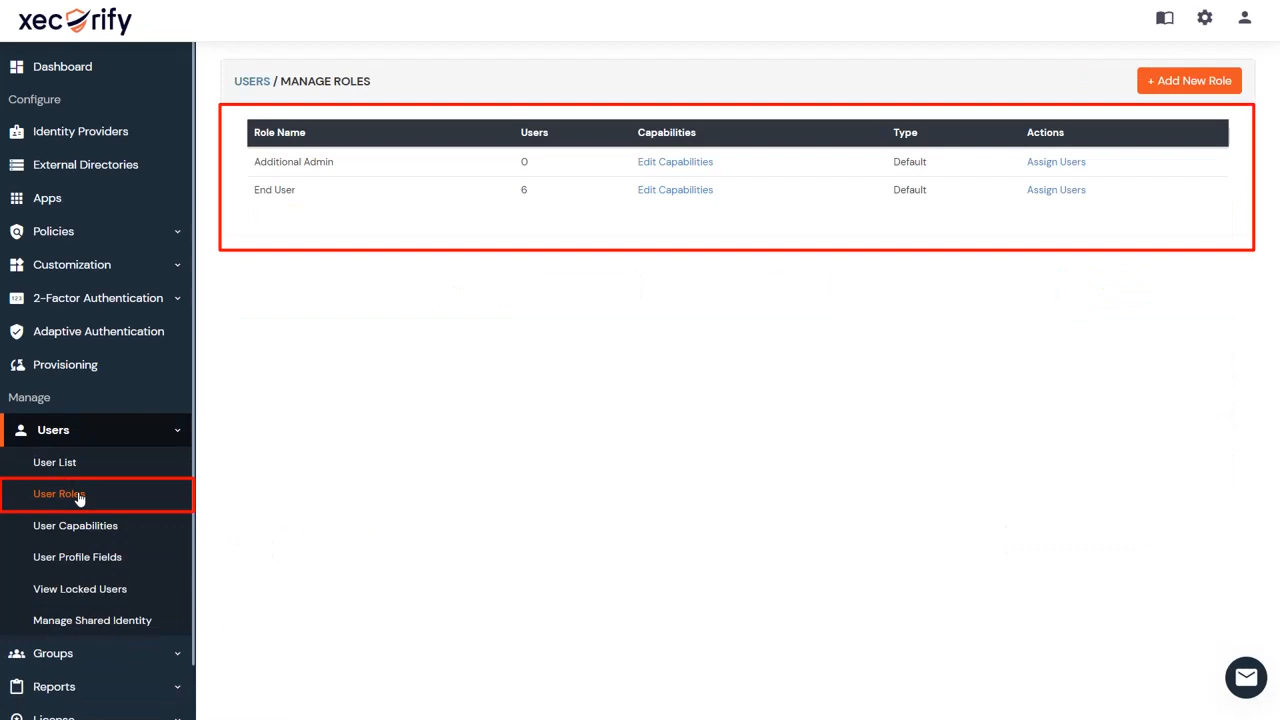 xecurify
Dashboard
Configure
Identity Providers
External Directories
Apps
Policies
Customization
123 2-Factor Authentication
Adaptive Authentication
Provisioning
Manage
Users
User List
User Roles
User Capabilities
User Profile Fields
View Locked Users
Manage Shared Identity
Groups
Reports
License
USERS / MANAGE ROLES
+ Add New Role
Role Name Users Capabilities Type Actions
Additional Admin 0 Edit Capabilities Default Assign Users
End User 6 Edit Capabilities Default Assign Users